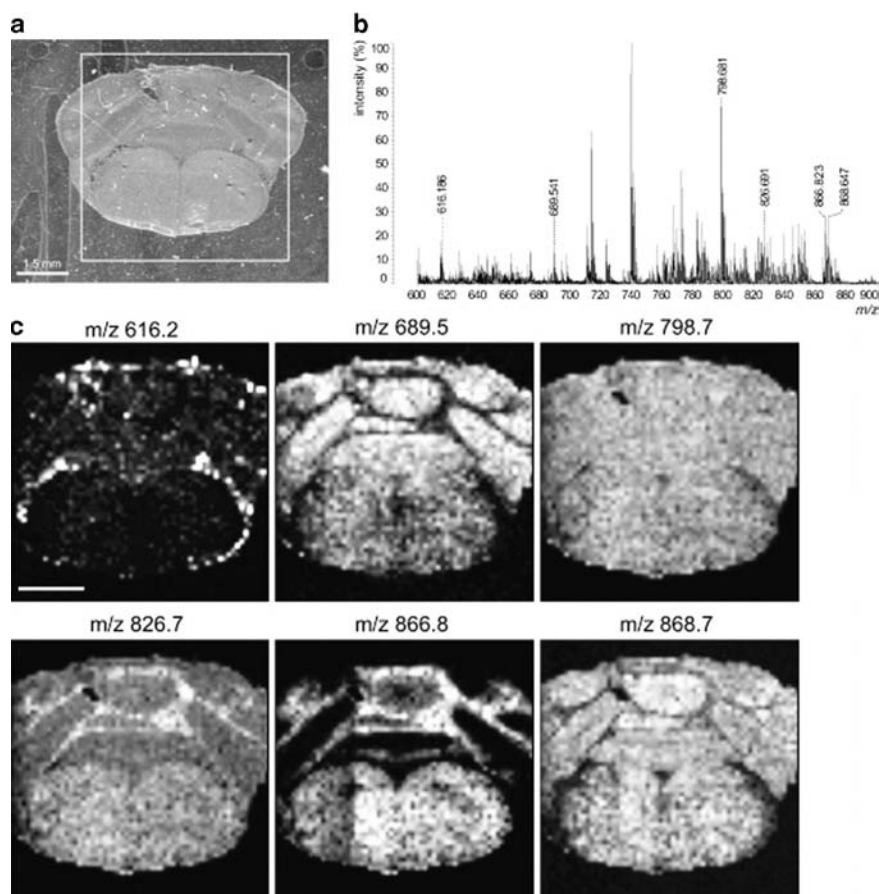 a
1.5 mm
b
intensity (%)
100
90
80
70
60
50
40
30
20
10
0
616.186
689.541
798.681
826.691
866.823
868.647
600 620 640 660 680 700 720 740 760 780 800 820 840 860 880 900
m/z
c
m/z 616.2
m/z 689.5
m/z 798.7
m/z 826.7
m/z 866.8
m/z 868.7